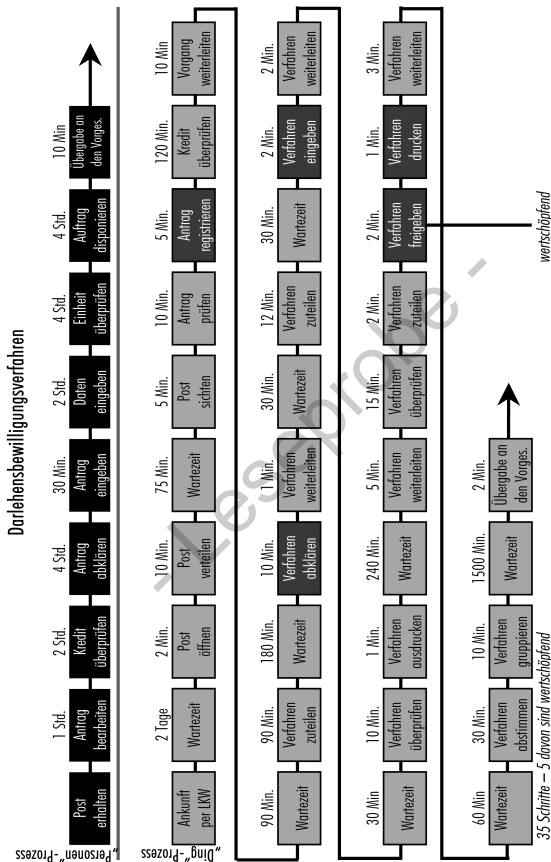 Darlehensbewilligungsverfahren
„Personen“-Prozess
Post
erhalten
1 Std.
Antrag
bearbeiten
2 Std.
Kredit
überprüfen
4 Std.
Antrag
abklären
30 Min.
Antrag
eingeben
2 Std.
Daten
eingeben
4 Std.
Einheit
überprüfen
4 Std.
Auftrag
disponieren
10 Min
Übergabe an
den Vorges.
„Ding“-Prozess
Ankunft
per LKW
2 Tage
Wartezeit
2 Min.
Post
öffnen
10 Min.
Post
verteilen
75 Min.
Wartezeit
5 Min.
Post
sichten
10 Min.
Antrag
prüfen
5 Min.
Antrag
registrieren
120 Min.
Kredit
überprüfen
10 Min
Vorgang
weiterleiten
90 Min.
Wartezeit
90 Min.
Verfahren
zuteilen
180 Min.
Wartezeit
10 Min.
Verfahren
abklären
1 Min.
Verfahren
weiterleiten
30 Min.
Wartezeit
12 Min.
Verfahren
zuteilen
30 Min.
Wartezeit
2 Min.
Verfahren
eingeben
2 Min.
Verfahren
weiterleiten
30 Min
Wartezeit
10 Min.
Verfahren
überprüfen
1 Min.
Verfahren
ausdrucken
240 Min.
Wartezeit
5 Min.
Verfahren
weiterleiten
15 Min.
Verfahren
überprüfen
2 Min.
Verfahren
zuteilen
2 Min.
Verfahren
freigeben
1 Min.
Verfahren
drucken
3 Min.
Verfahren
weiterleiten
60 Min
Wartezeit
30 Min.
Verfahren
abstimmen
10 Min.
Verfahren
gruppieren
1500 Min.
Wartezeit
2 Min.
Übergabe an
den Vorges.
wertschöpfend
35 Schritte – 5 davon sind wertschöpfend
- Leseprobe -